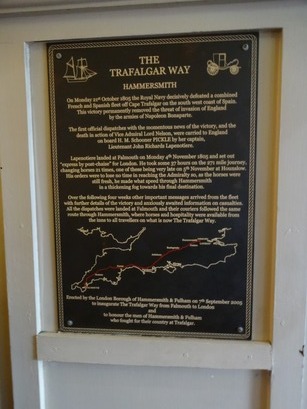 THE
TRAFALGAR WAY
HAMMERSMITH
On Monday 21st October 1805 the Royal Navy decisively defeated a combined
French and Spanish fleet off Cape Trafalgar on the south west coast of Spain.
This victory permanently removed the threat of invasion of England
by the armies of Napoleon Bonaparte.
The first official dispatches with the momentous news of the victory, and the
death in action of Vice Admiral Lord Nelson, were carried to England
on board H. M. Schooner PICKLE by her captain,
Lieutenant John Richards Lapenotiere.
Lapenotiere landed at Falmouth on Monday 4th November 1805 and set out
"express by post-chaise" for London. He took some 37 hours on the 271 mile journey,
changing horses 21 times, one of these being very late on 5th November at Hounslow.
His orders were to lose no time in reaching the Admiralty so, as the horses were
still fresh, he made what speed through Hammersmith
in a thickening fog towards his final destination.
Over the following four weeks other important messages arrived from the fleet
with further details of the victory and anxiously awaited information on casualties.
all the dispatches were landed at Falmouth and their couriers followed the same
route through Hammersmith, where horses and hospitality were available from
the inns to all travellers on what is now The Trafalgar Way.
Erected by the London Borough of Hammersmith & Fulham on 7th September 2005
to inaugurate The Trafalgar Way from Falmouth to London
and
to honour the men of Hammersmith & Fulham
who fought for their country at Trafalgar.